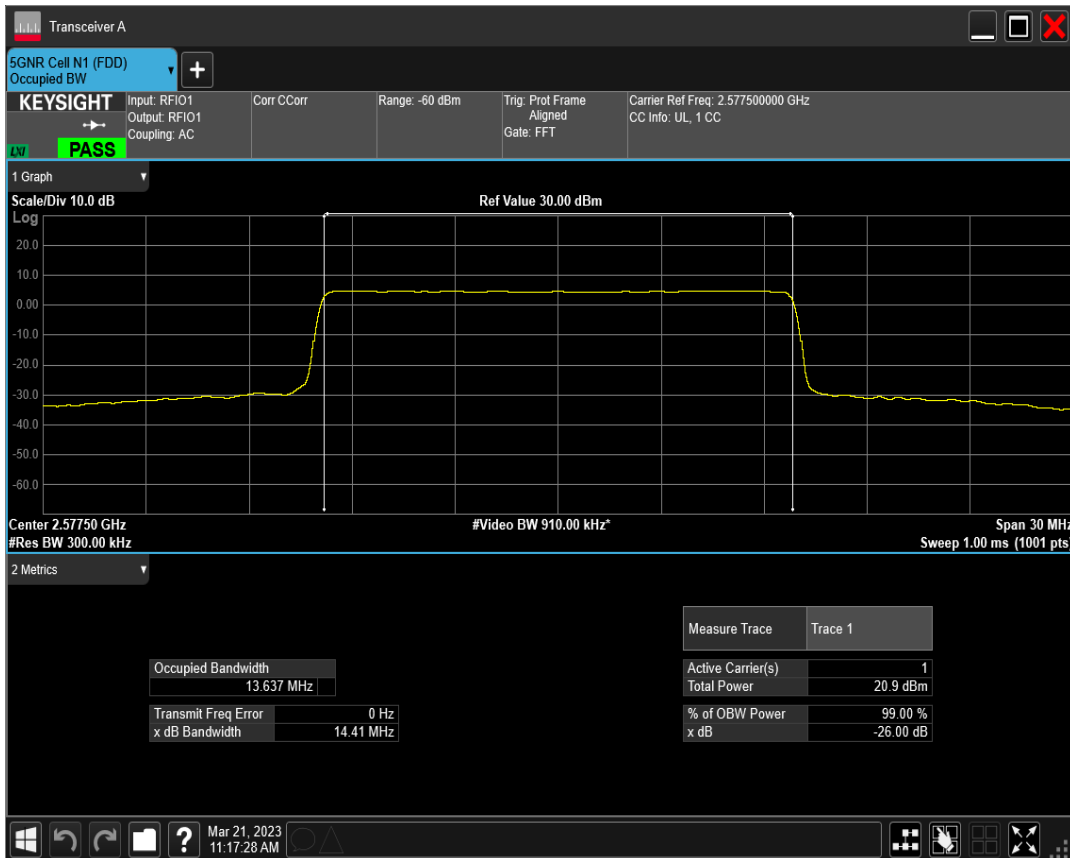 Transceiver A
5GNR Cell N1 (FDD)
Occupied BW
+
KEYSIGHT
LXI
PASS
Input: RFIO1
Output: RFIO1
Coupling: AC
Corr CCorr
Range: -60 dBm
Trig: Prot Frame
Aligned
Gate: FFT
Carrier Ref Freq: 2.577500000 GHz
CC Info: UL, 1 CC
1 Graph
Scale/Div 10.0 dB
Ref Value 30.00 dBm
Log
20.0
10.0
0.00
-10.0
-20.0
-30.0
-40.0
-50.0
-60.0
Center 2.57750 GHz
#Video BW 910.00 kHz*
Span 30 MHz
#Res BW 300.00 kHz
Sweep 1.00 ms (1001 pts)
2 Metrics
Measure Trace Trace 1
Occupied Bandwidth
13.637 MHz
Transmit Freq Error 0 Hz
x dB Bandwidth 14.41 MHz
Active Carrier(s) 1
Total Power 20.9 dBm
% of OBW Power 99.00 %
x dB -26.00 dB
?
Mar 21, 2023
11:17:28 AM